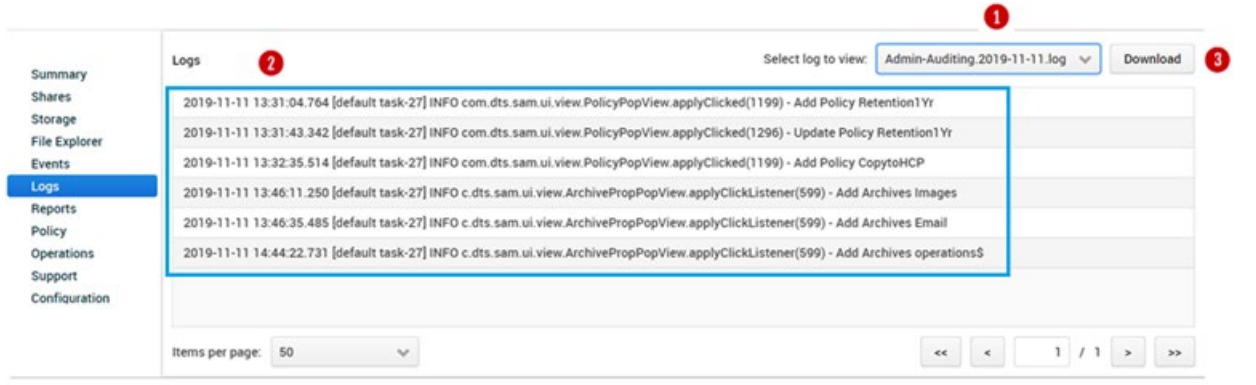 1
Logs
2
Select log to view: Admin-Auditing.2019-11-11.log Download 3
Summary
Shares
Storage
File Explorer
Events
Logs
Reports
Policy
Operations
Support
Configuration
2019-11-11 13:31:04.764 [default task-27] INFO com.dts.sam.ui.view.PolicyPopView.applyClicked(1199) - Add Policy Retention1Yr
2019-11-11 13:31:43.342 [default task-27] INFO com.dts.sam.ui.view.PolicyPopView.applyClicked(1296) - Update Policy Retention1Yr
2019-11-11 13:32:35.514 [default task-27] INFO com.dts.sam.ui.view.PolicyPopView.applyClicked(1199) - Add Policy CopytoHCP
2019-11-11 13:46:11.250 [default task-27] INFO c.dts.sam.ui.view.ArchivePropPopView.applyClickListener(599) - Add Archives Images
2019-11-11 13:46:35.485 [default task-27] INFO c.dts.sam.ui.view.ArchivePropPopView.applyClickListener(599) - Add Archives Email
2019-11-11 14:44:22.731 [default task-27] INFO c.dts.sam.ui.view.ArchivePropPopView.applyClickListener(599) - Add Archives operations$
Items per page: 50
<< < 1 / 1 > >>